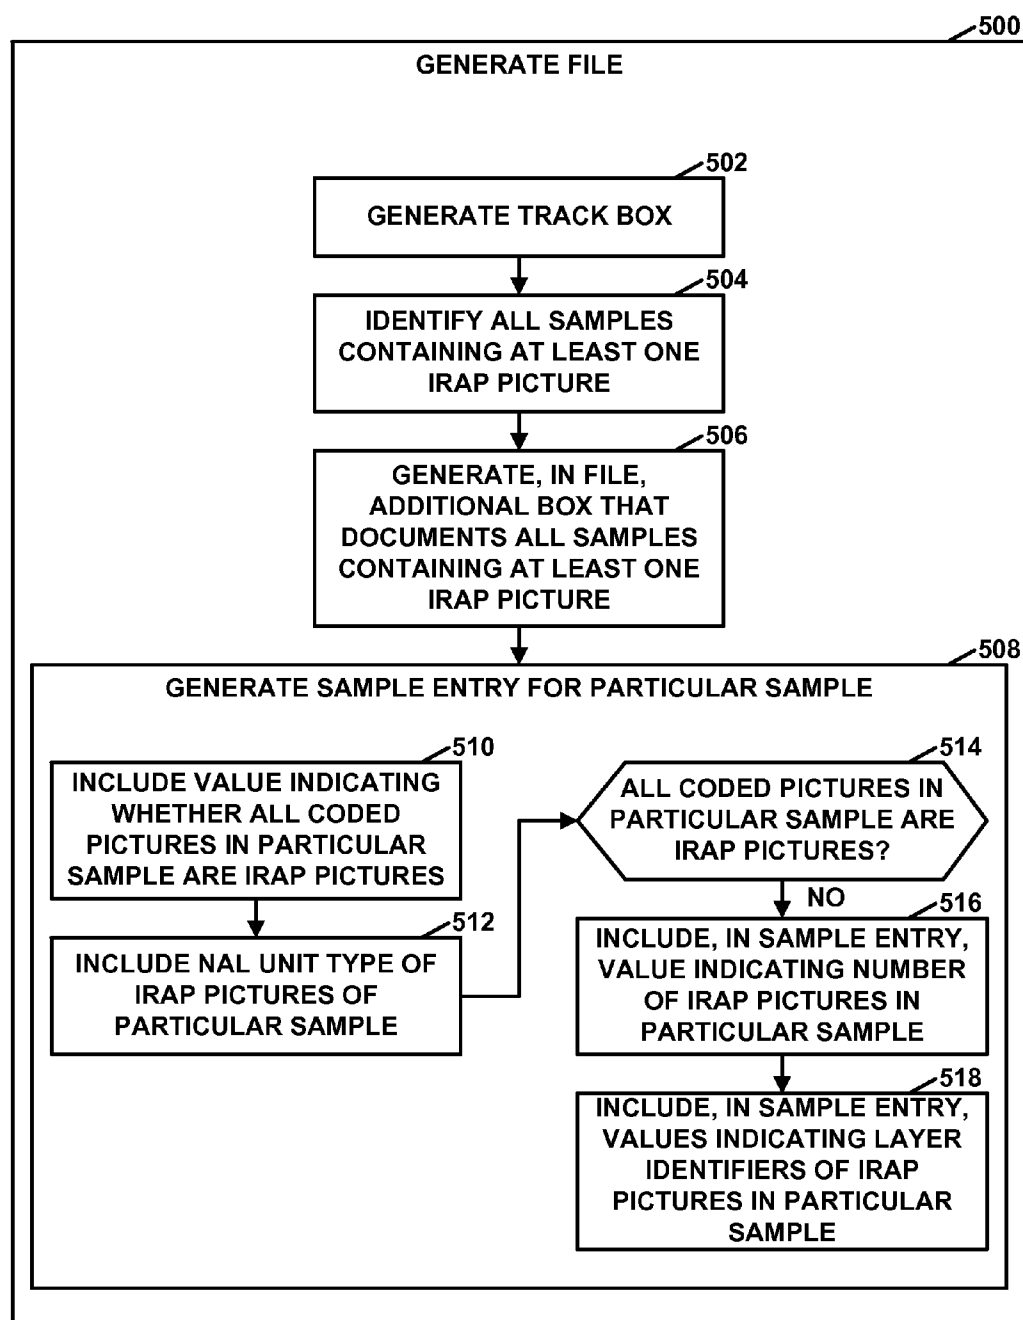 500
GENERATE FILE
502
GENERATE TRACK BOX
504
IDENTIFY ALL SAMPLES
CONTAINING AT LEAST ONE
IRAP PICTURE
506
GENERATE, IN FILE,
ADDITIONAL BOX THAT
DOCUMENTS ALL SAMPLES
CONTAINING AT LEAST ONE
IRAP PICTURE
508
GENERATE SAMPLE ENTRY FOR PARTICULAR SAMPLE
510
INCLUDE VALUE INDICATING
WHETHER ALL CODED
PICTURES IN PARTICULAR
SAMPLE ARE IRAP PICTURES
512
INCLUDE NAL UNIT TYPE OF
IRAP PICTURES OF
PARTICULAR SAMPLE
514
ALL CODED PICTURES IN
PARTICULAR SAMPLE ARE
IRAP PICTURES?
NO
516
INCLUDE, IN SAMPLE ENTRY,
VALUE INDICATING NUMBER
OF IRAP PICTURES IN
PARTICULAR SAMPLE
518
INCLUDE, IN SAMPLE ENTRY,
VALUES INDICATING LAYER
IDENTIFIERS OF IRAP
PICTURES IN PARTICULAR
SAMPLE